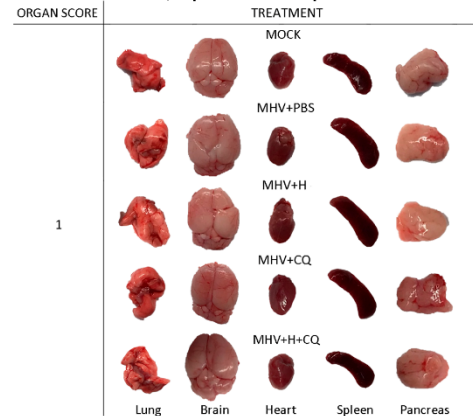 ORGAN SCORE TREATMENT
MOCK
MHV+PBS
MHV+H
1
MHV+CQ
MHV+H+CQ
Lung Brain Heart Spleen Pancreas